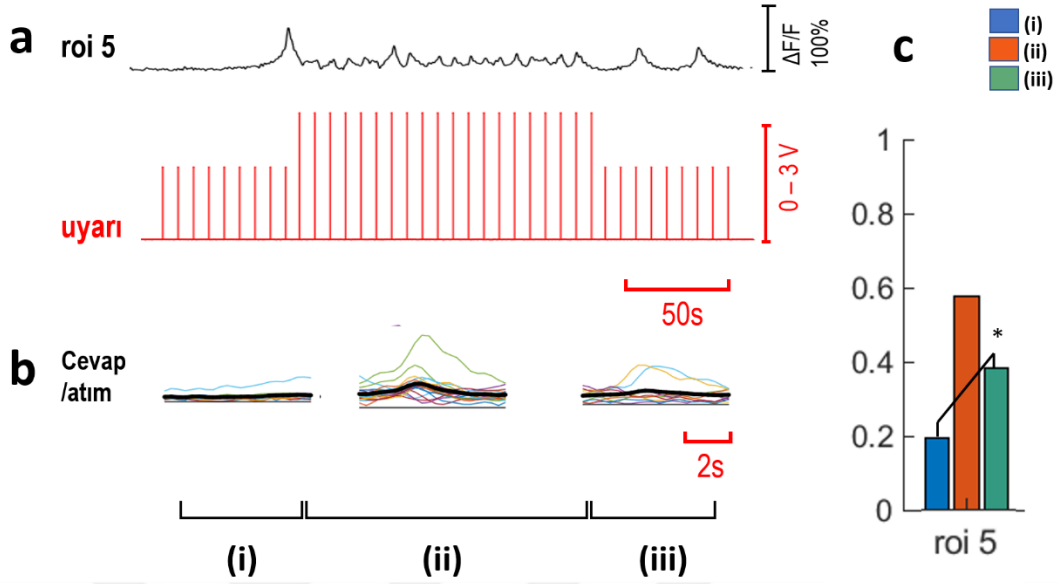 a
roi 5
ΔF/F
100%
uyarı
0 – 3 V
50s
b
Cevap
/atım
2s
(i)
(ii)
(iii)
c
(i)
(ii)
(iii)
1
0.8
0.6
*
0.4
0.2
0
roi 5